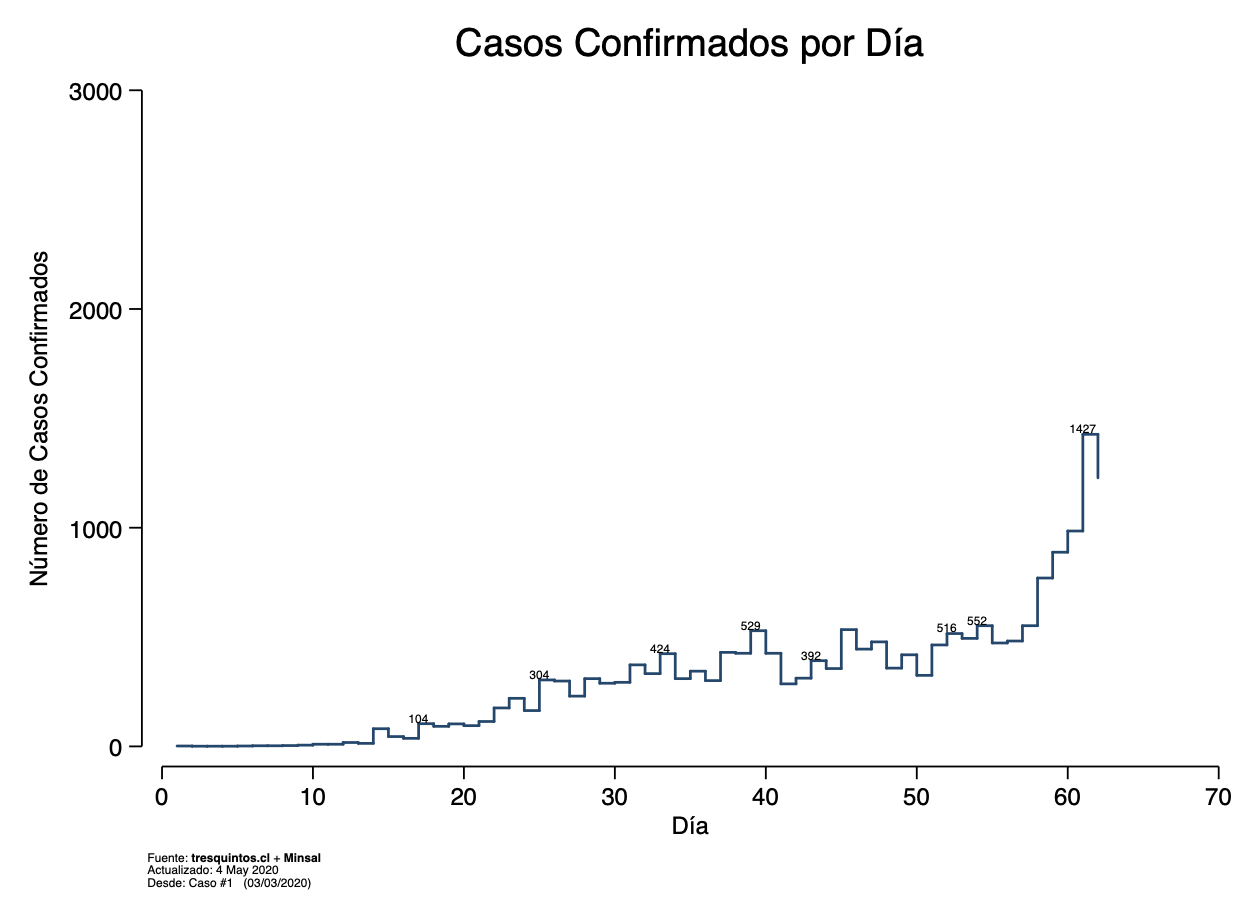 Casos Confirmados por Día
3000
2000
1000
0
Número de Casos Confirmados
104
304
424
529
392
516
552
1427
0 10 20 30 40 50 60 70
Día
Fuente: tresquintos.cl + Minsal
Actualizado: 4 May 2020
Desde: Caso #1 (03/03/2020)